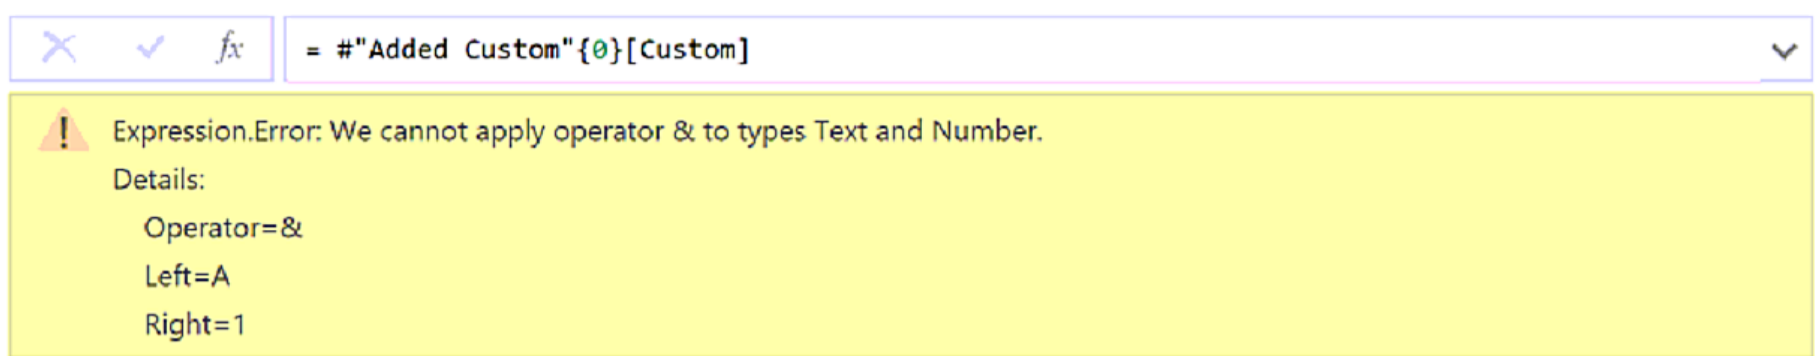 fx = #"Added Custom"{0}[Custom]
Expression.Error: We cannot apply operator & to types Text and Number.
Details:
Operator=&
Left=A
Right=1